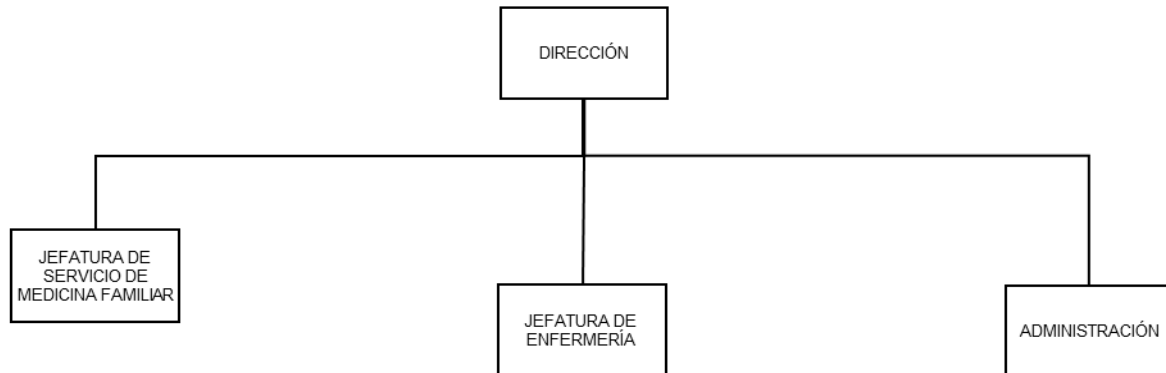 DIRECCIÓN
JEFATURA DE
SERVICIO DE
MEDICINA FAMILIAR
JEFATURA DE
ENFERMERÍA
ADMINISTRACIÓN